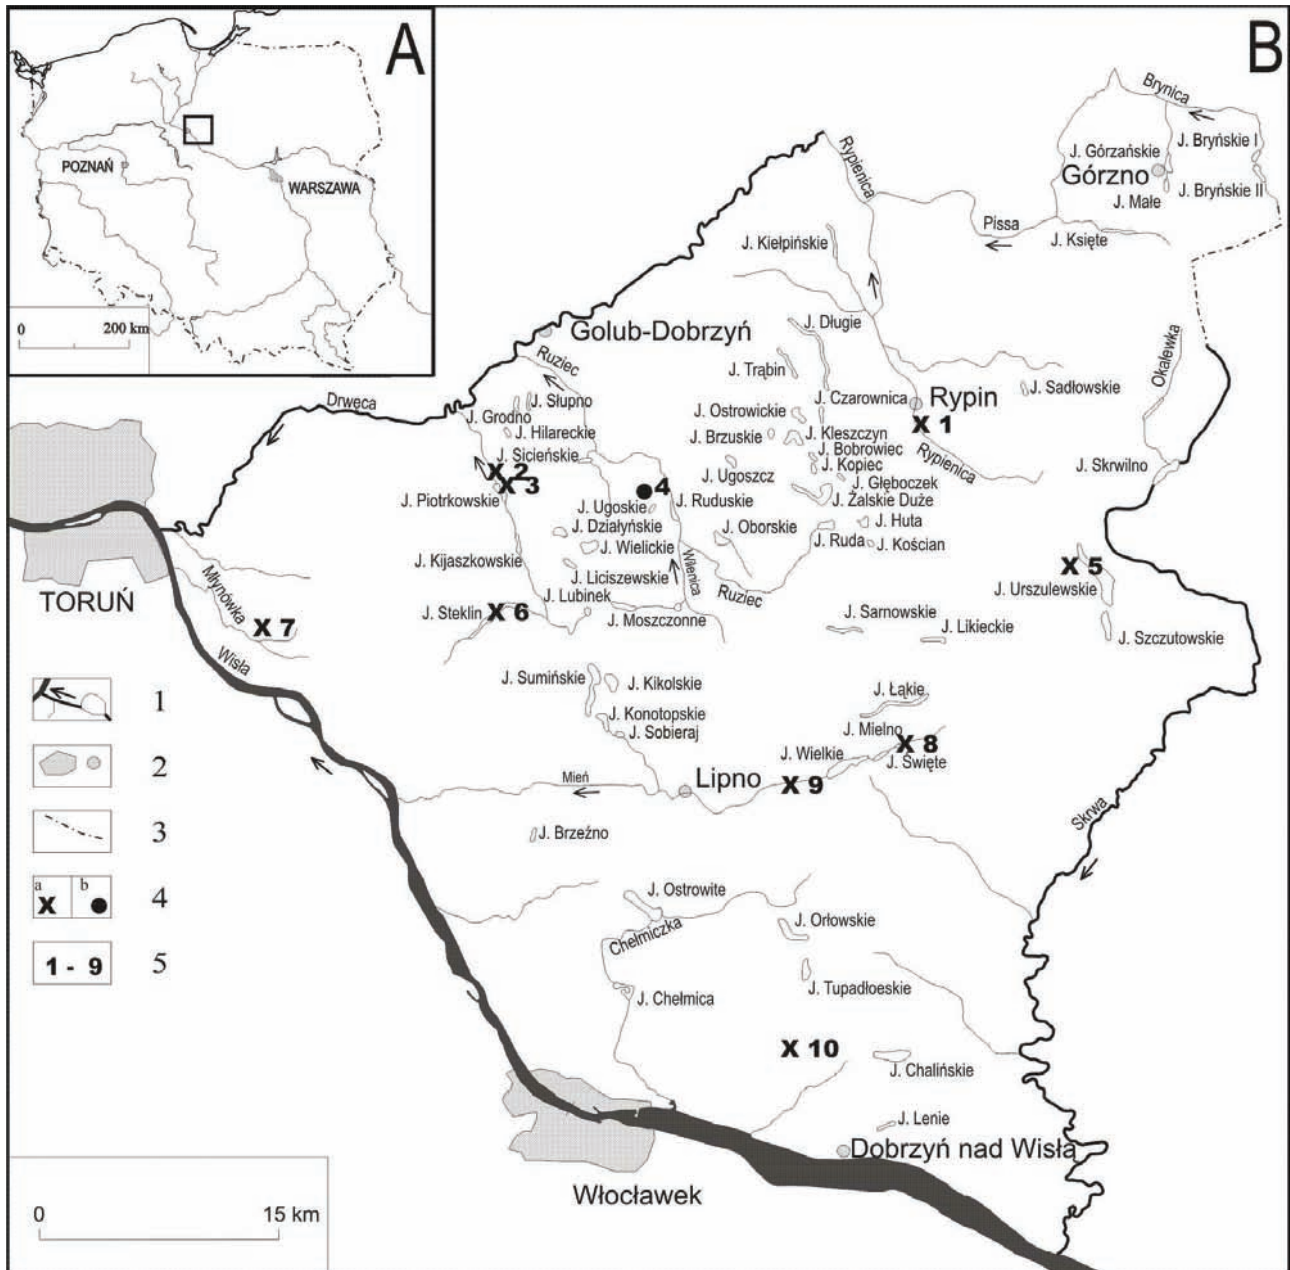 A
POZNAŃ
WARSZAWA
0 200 km
B
Brynica
J. Bryńskie I
J. Górzańskie
Górzno
J. Bryńskie II
J. Małe
Rypienica
Pissa
J. Księte
J. Kiełpińskie
Golub-Dobrzyń
J. Długie
Okalewka
Ruziec
J. Trąbin
J. Sadłowskie
Drwęca
J. Słupno
J. Czarownica
Rypin
J. Grodno
J. Ostrowickie
X 1
J. Hilareckie
J. Brzuskie
J. Kleszczyn
J. Sicieńskie
J. Bobrowiec
Rypienica
X 2
J. Kopiec
J. Skrwilno
J. Ugoszcz
J. Głęboczek
X 3
4
J. Piotrkowskie
J. Ugoskie
J. Ruduskie
J. Żalskie Duże
J. Działyńskie
J. Oborskie
J. Huta
J. Wielickie
J. Ruda
J. Kościan
J. Kijaszkowskie
Wilenica
X 5
J. Liciszewskie
J. Urszulewskie
TORUŃ
Młynówka
J. Lubinek
Ruziec
J. Steklin
X 6
J. Moszczonne
J. Sarnowskie
X 7
J. Likieckie
J. Szczutowskie
Wisła
J. Sumińskie
J. Kikolskie
J. Łąkie
1
J. Konotopskie
J. Mielno
J. Sobieraj
X 8
J. Wielkie
J. Święte
2
Mień
Lipno
X 9
3
J. Brzeźno
Skrwa
a b
X
4
J. Ostrowite
J. Orłowskie
Chełmiczka
1 - 9
5
J. Tupadłoeskie
J. Chełmica
X 10
J. Chalińskie
J. Lenie
Dobrzyń nad Wisłą
Włocławek
0 15 km